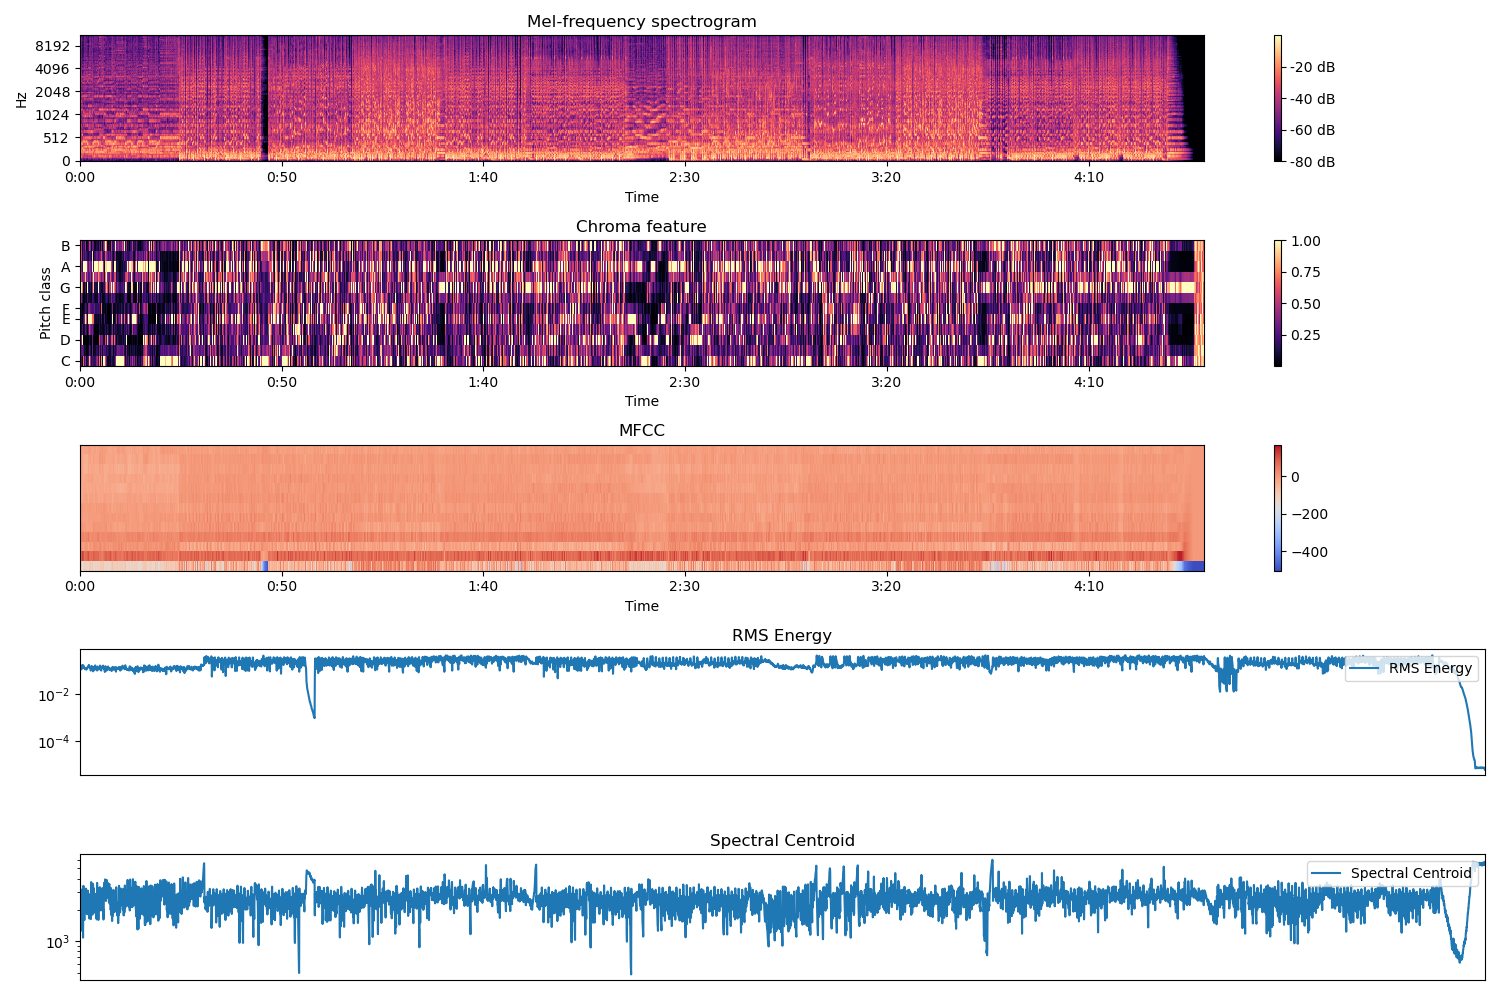 Mel-frequency spectrogram
8192
4096
2048
1024
512
0
Hz
0:00
0:50
1:40
2:30
3:20
4:10
Time
-20 dB
-40 dB
-60 dB
-80 dB
Chroma feature
B
A
G
E
E
D
C
Pitch class
0:00
0:50
1:40
2:30
3:20
4:10
Time
1.00
0.75
0.50
0.25
MFCC
0:00
0:50
1:40
2:30
3:20
4:10
Time
0
−200
−400
RMS Energy
10⁻²
10⁻⁴
RMS Energy
Spectral Centroid
10³
Spectral Centroid